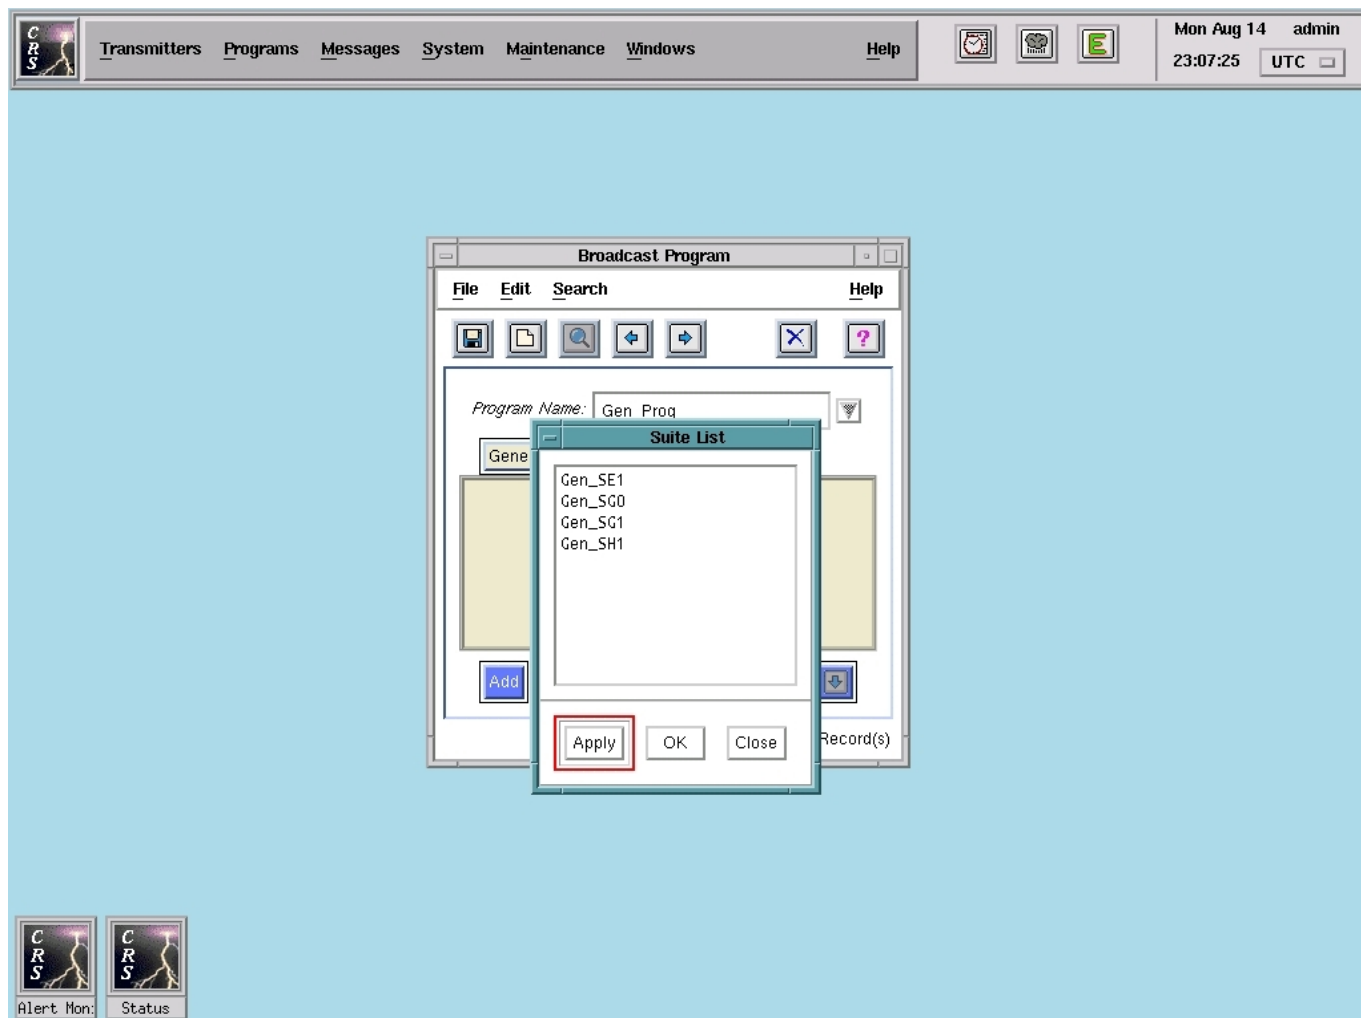 CRS
Transmitters Programs Messages System Maintenance Windows Help
E
Mon Aug 14 admin
23:07:25 UTC
Broadcast Program
File Edit Search Help
?
Program Name: Gen_Prog
Suite List
Gene
Gen_SE1
Gen_SG0
Gen_SG1
Gen_SH1
Add
Apply OK Close
Record(s)
CRS
CRS
Alert Mon:
Status